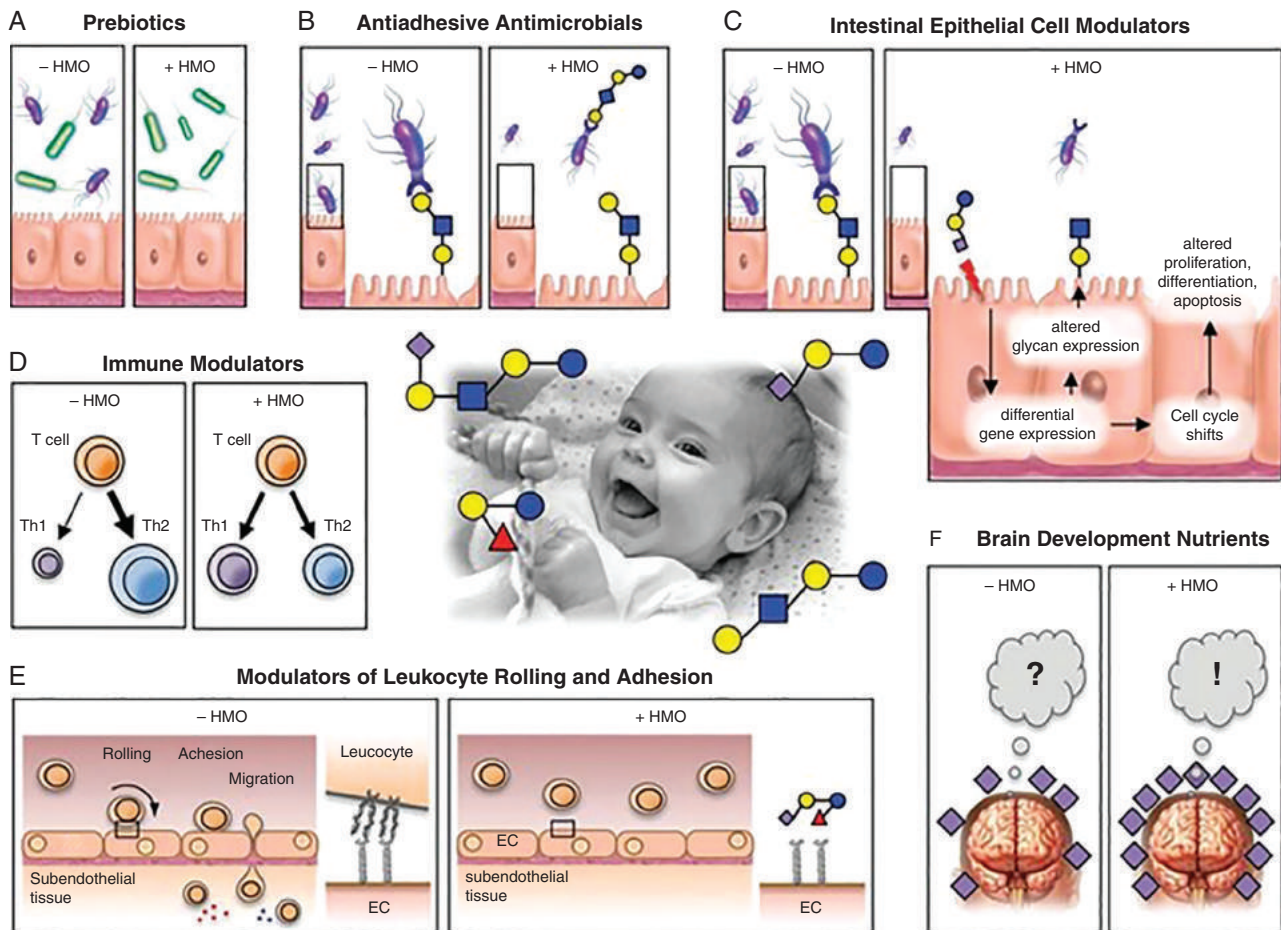 A Prebiotics
– HMO
+ HMO
B Antiadhesive Antimicrobials
– HMO
+ HMO
C Intestinal Epithelial Cell Modulators
– HMO
+ HMO
altered
proliferation,
differentiation,
apoptosis
altered
glycan expression
differential
gene expression
Cell cycle
shifts
D Immune Modulators
– HMO
T cell
Th1
Th2
+ HMO
T cell
Th1
Th2
E Modulators of Leukocyte Rolling and Adhesion
– HMO
Rolling
Achesion
Migration
Subendothelial
tissue
Leucocyte
EC
+ HMO
EC
subendothelial
tissue
EC
F Brain Development Nutrients
– HMO
?
+ HMO
!